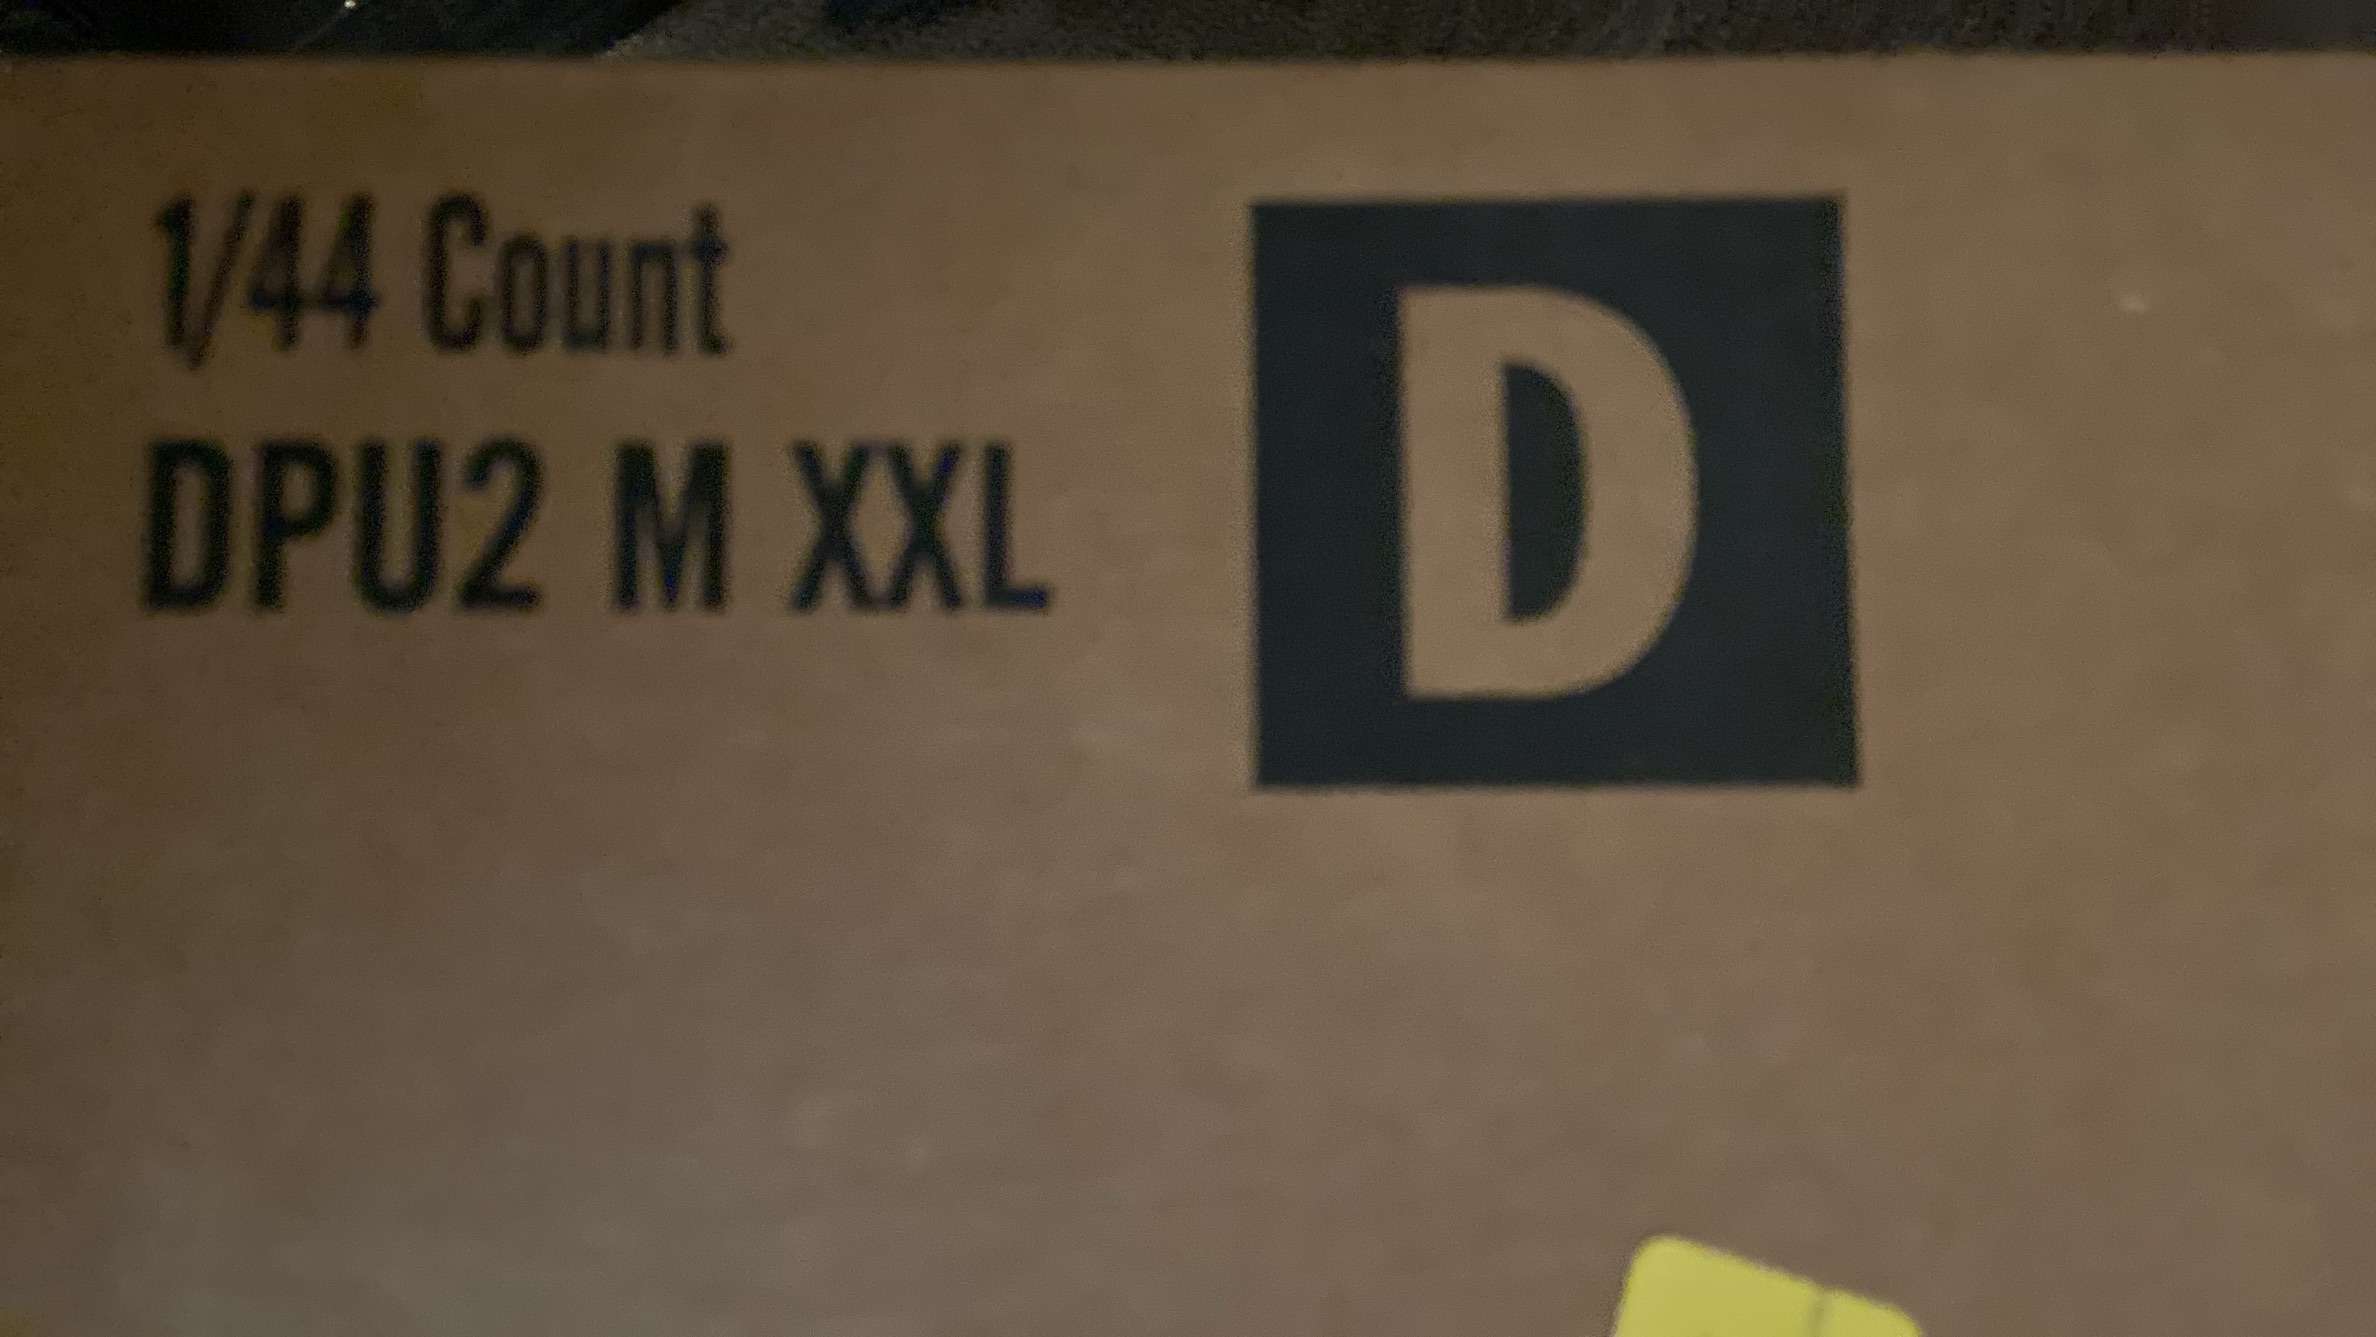 1/44 Count
DPU2 M XXL
D